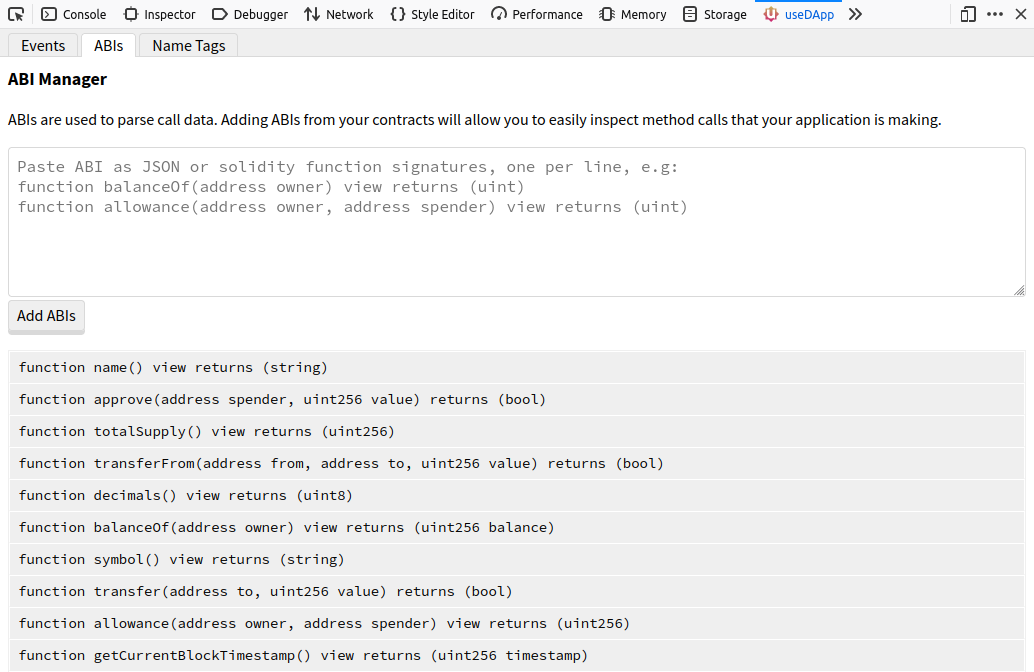 Console Inspector Debugger Network Style Editor Performance Memory Storage useDApp
Events ABIs Name Tags
ABI Manager
ABIs are used to parse call data. Adding ABIs from your contracts will allow you to easily inspect method calls that your application is making.
Paste ABI as JSON or solidity function signatures, one per line, e.g:
function balanceOf(address owner) view returns (uint)
function allowance(address owner, address spender) view returns (uint)
Add ABIs
function name() view returns (string)
function approve(address spender, uint256 value) returns (bool)
function totalSupply() view returns (uint256)
function transferFrom(address from, address to, uint256 value) returns (bool)
function decimals() view returns (uint8)
function balanceOf(address owner) view returns (uint256 balance)
function symbol() view returns (string)
function transfer(address to, uint256 value) returns (bool)
function allowance(address owner, address spender) view returns (uint256)
function getCurrentBlockTimestamp() view returns (uint256 timestamp)